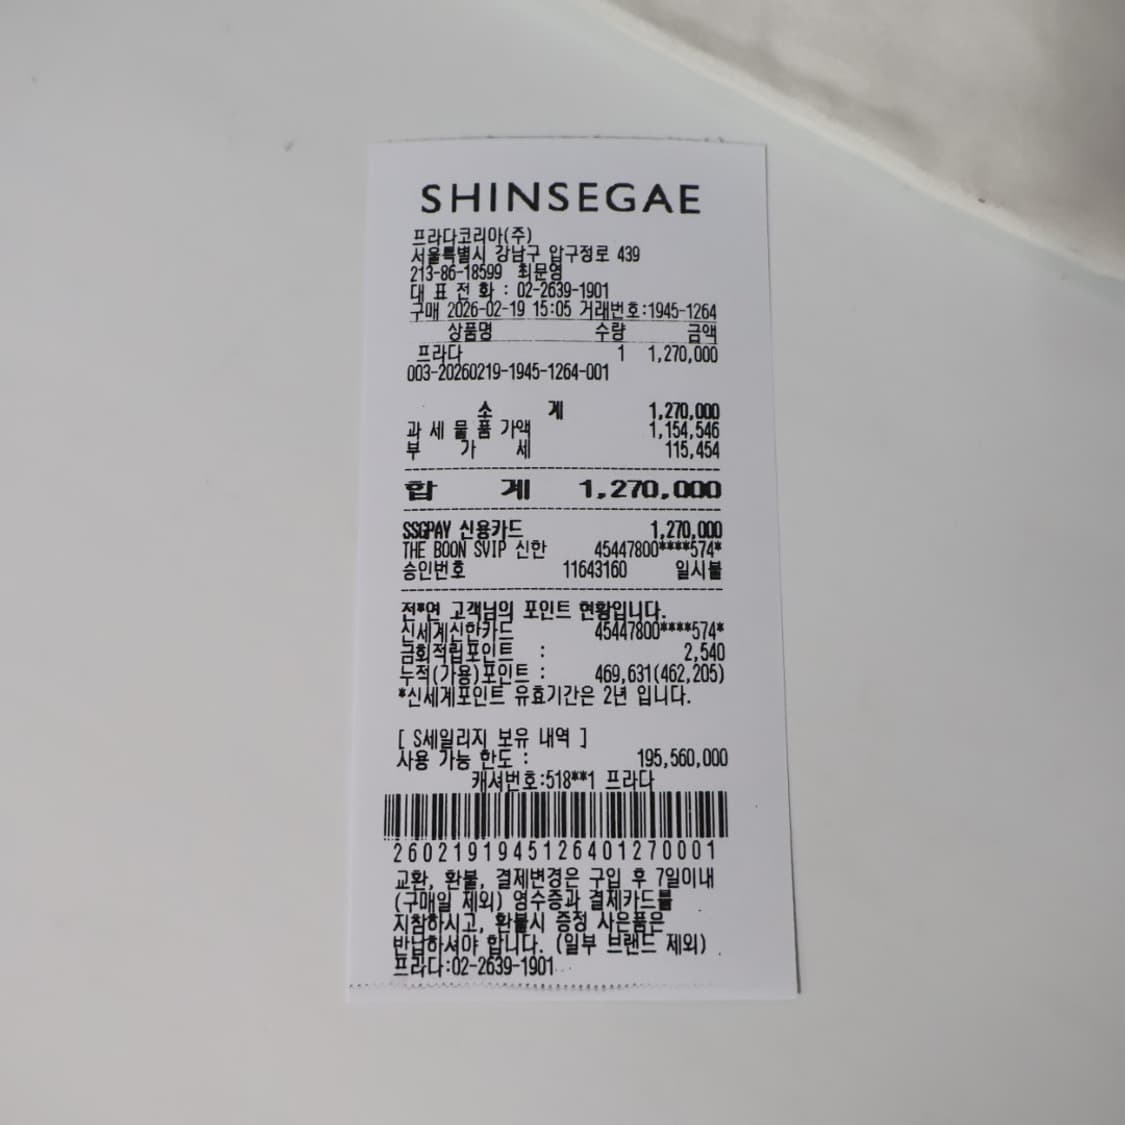 SHINSEGAE
프라다코리아(주)
서울특별시 강남구 압구정로 439
213-86-18599 최문영
대 표 전 화 : 02-2639-1901
구매 2026-02-19 15:05 거래번호:1945-1264
상품명 수량 금액
프라다 1 1,270,000
003-20260219-1945-1264-001
소 계 1,270,000
과 세 물 품 가액 1,154,546
부 가 세 115,454
합 계 1,270,000
SSGPAY 신용카드 1,270,000
THE BOON SVIP 신한 45447800****574*
승인번호 11643160 일시불
전*연 고객님의 포인트 현황입니다.
신세계신한카드 45447800****574*
금회적립포인트 : 2,540
누적(가용)포인트 : 469,631(462,205)
*신세계포인트 유효기간은 2년 입니다.
[ S세일리지 보유 내역 ]
사용 가능 한도 : 195,560,000
캐셔번호:518**1 프라다
2602191945126401270001
교환, 환불, 결제변경은 구입 후 7일이내
(구매일 제외) 영수증과 결제카드를
지참하시고, 환불시 증정 사은품은
반납하셔야 합니다. (일부 브랜드 제외)
프라다:02-2639-1901